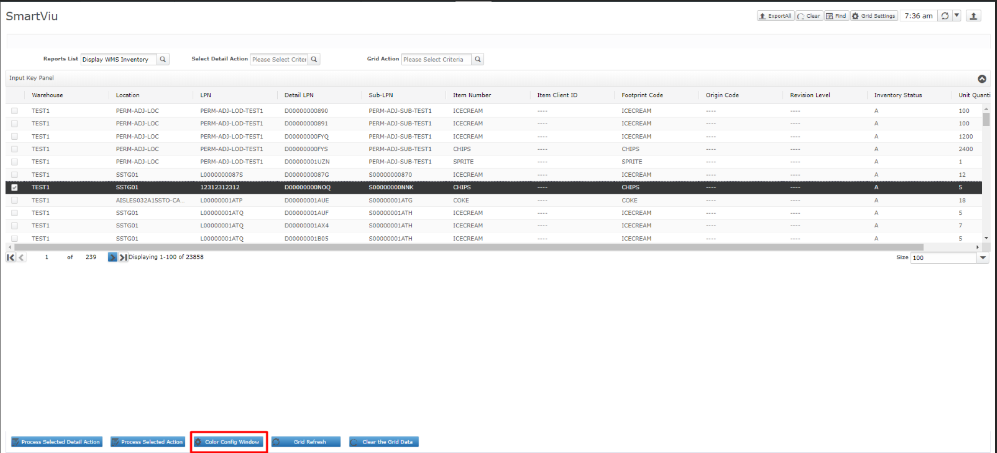 SmartViu
ExportAll Clear Find Grid Settings 7:36 am
Reports List Display WMS Inventory Select Detail Action Please Select Criter Grid Action Please Select Criteria
Input Key Panel
Warehouse Location LPN Detail LPN Sub-LPN Item Number Item Client ID Footprint Code Origin Code Revision Level Inventory Status Unit Quanti
TEST1 PERM-ADJ-LOC PERM-ADJ-LOD-TEST1 D00000000890 PERM-ADJ-SUB-TEST1 ICECREAM ---- ICECREAM ---- ---- A 100
TEST1 PERM-ADJ-LOC PERM-ADJ-LOD-TEST1 D00000000891 PERM-ADJ-SUB-TEST1 ICECREAM ---- ICECREAM ---- ---- A 100
TEST1 PERM-ADJ-LOC PERM-ADJ-LOD-TEST1 D00000000FYQ PERM-ADJ-SUB-TEST1 ICECREAM ---- ICECREAM ---- ---- A 1200
TEST1 PERM-ADJ-LOC PERM-ADJ-LOD-TEST1 D00000000FYS PERM-ADJ-SUB-TEST1 CHIPS ---- CHIPS ---- ---- A 2400
TEST1 PERM-ADJ-LOC PERM-ADJ-LOD-TEST1 D00000001UZN PERM-ADJ-SUB-TEST1 SPRITE ---- SPRITE ---- ---- A 1
TEST1 SSTG01 L00000000875 D0000000087G S00000000870 ICECREAM ---- ICECREAM ---- ---- A 12
TEST1 SSTG01 12312312312 D00000000NOQ S00000000NNK CHIPS ---- CHIPS ---- ---- A 5
TEST1 AISLES032A15STD-CA L00000001ATP D00000001AUE S00000001ATG COKE ---- COKE ---- ---- A 18
TEST1 SSTG01 L00000001ATQ D00000001AUF S00000001ATH ICECREAM ---- ICECREAM ---- ---- A 5
TEST1 SSTG01 L00000001ATQ D00000001AX4 S00000001ATH ICECREAM ---- ICECREAM ---- ---- A 7
TEST1 SSTG01 L00000001ATQ D00000001B05 S00000001ATH ICECREAM ---- ICECREAM ---- ---- A 5
1 of 239 Displaying 1-100 of 23858 Size 100
Process Selected Detail Action Process Selected Action Color Config Window Grid Refresh Clear the Grid Data